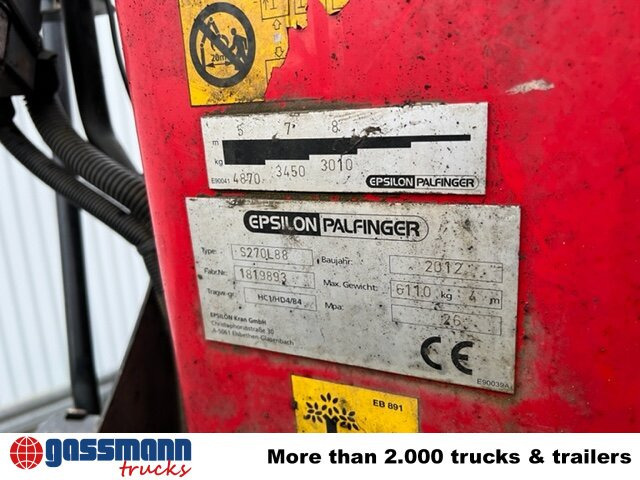 20m
5 7 8
m
kg
E90041 4870 3450 3010
EPSILON PALFINGER
EPSILON PALFINGER
Type: S270L88 Baujahr: 2012
Fabr.Nr. 1819893 Max. Gewicht: 6110 kg 4 m
Tragw.gr. HC1/HD4/B4 Mpa: 26
EPSILON Kran GmbH
Christophorusstraße 30
A-5061 Elsbethen-Glasenbach
CE
E90039A
EB 891
gassmann
trucks
More than 2.000 trucks & trailers